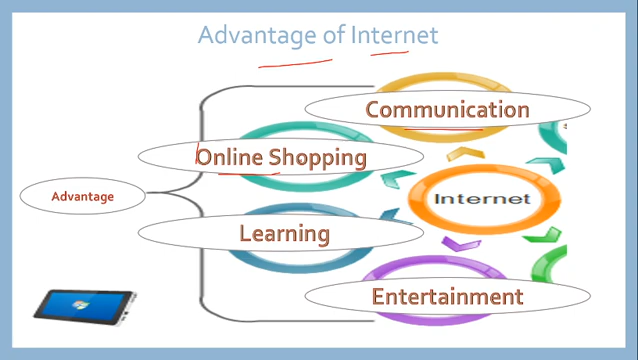 Advantage of Internet
Communication
Online Shopping
Advantage
Internet
Learning
Entertainment